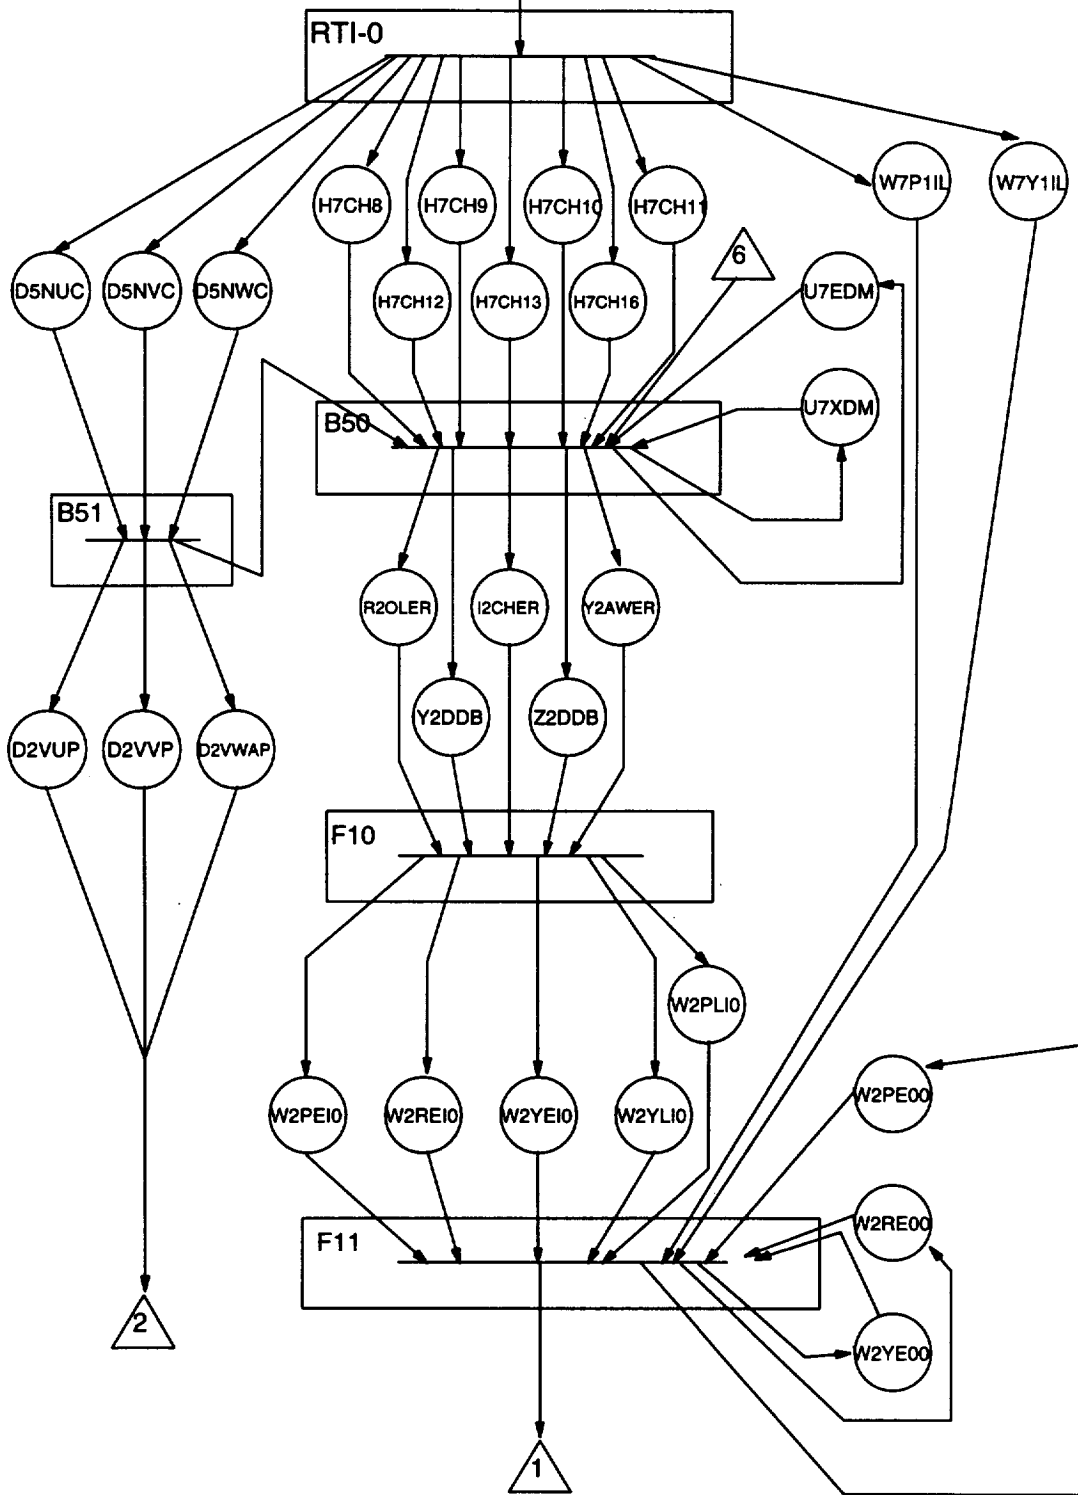 RTI-0
W7P1IL
W7Y1IL
H7CH8
H7CH9
H7CH10
H7CH11
6
D5NUC
D5NVC
D5NWC
H7CH12
H7CH13
H7CH16
U7EDM
U7XDM
B50
B51
R2OLER
I2CHER
Y2AWER
Y2DDB
Z2DDB
D2VUP
D2VVP
D2VWAP
F10
W2PLI0
W2PE00
W2PEI0
W2REI0
W2YEI0
W2YLI0
W2RE00
F11
2
W2YE00
1